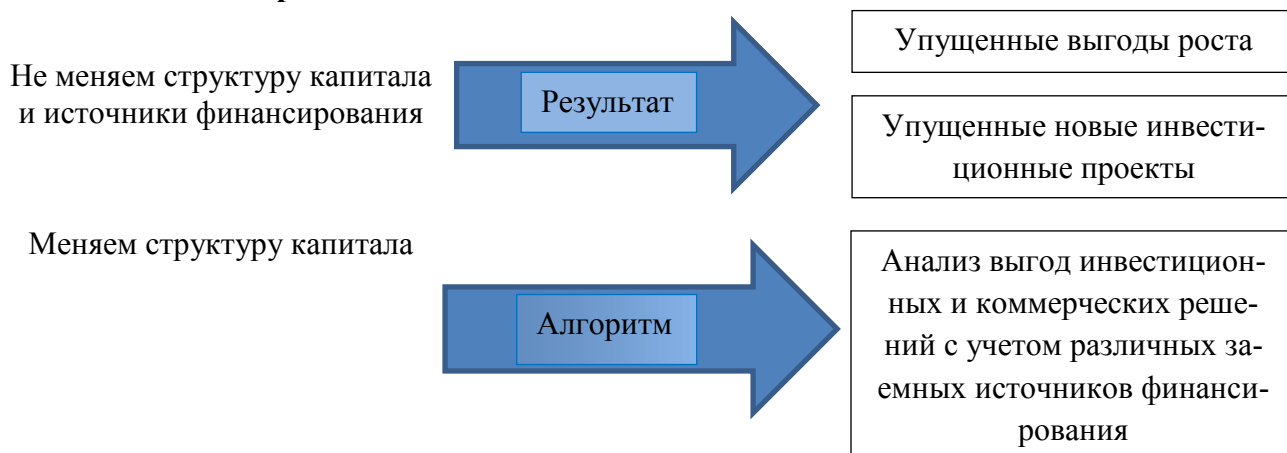 Не меняем структуру капитала
и источники финансирования
Результат
Упущенные выгоды роста
Упущенные новые инвести-
ционные проекты
Меняем структуру капитала
Алгоритм
Анализ выгод инвестицион-
ных и коммерческих реше-
ний с учетом различных за-
емных источников финанси-
рования